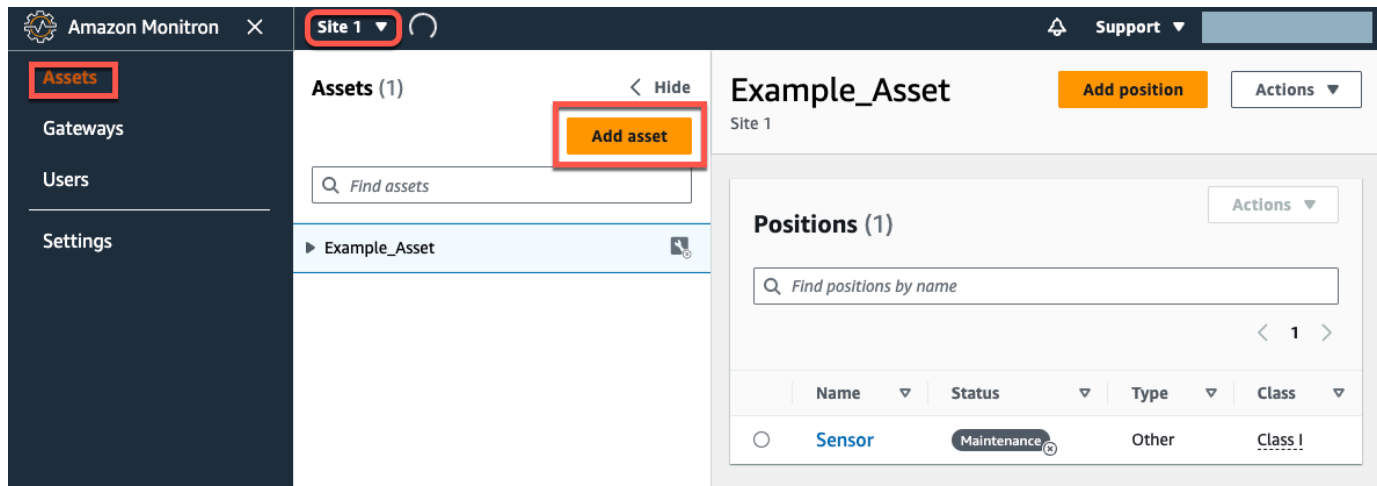 Amazon Monitron
Site 1
Support
Assets
Gateways
Users
Settings
Assets (1)
Hide
Add asset
Find assets
Example_Asset
Example_Asset
Site 1
Add position
Actions
Positions (1)
Actions
Find positions by name
1
Name Status Type Class
Sensor Maintenance Other Class I